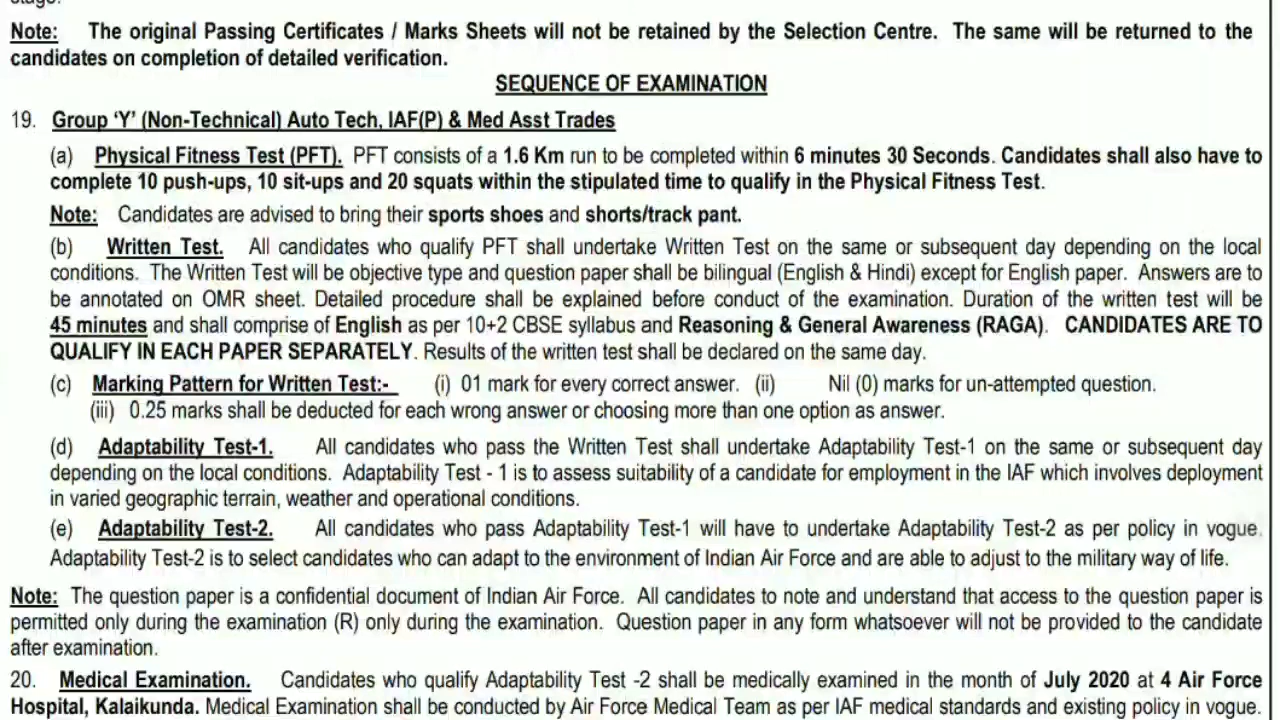 stage.
Note: The original Passing Certificates / Marks Sheets will not be retained by the Selection Centre. The same will be returned to the
candidates on completion of detailed verification.
SEQUENCE OF EXAMINATION
19. Group 'Y' (Non-Technical) Auto Tech, IAF(P) & Med Asst Trades
(a) Physical Fitness Test (PFT). PFT consists of a 1.6 Km run to be completed within 6 minutes 30 Seconds. Candidates shall also have to
complete 10 push-ups, 10 sit-ups and 20 squats within the stipulated time to qualify in the Physical Fitness Test.
Note: Candidates are advised to bring their sports shoes and shorts/track pant.
(b) Written Test. All candidates who qualify PFT shall undertake Written Test on the same or subsequent day depending on the local
conditions. The Written Test will be objective type and question paper shall be bilingual (English & Hindi) except for English paper. Answers are to
be annotated on OMR sheet. Detailed procedure shall be explained before conduct of the examination. Duration of the written test will be
45 minutes and shall comprise of English as per 10+2 CBSE syllabus and Reasoning & General Awareness (RAGA). CANDIDATES ARE TO
QUALIFY IN EACH PAPER SEPARATELY. Results of the written test shall be declared on the same day.
(c) Marking Pattern for Written Test:- (i) 01 mark for every correct answer. (ii) Nil (0) marks for un-attempted question.
(iii) 0.25 marks shall be deducted for each wrong answer or choosing more than one option as answer.
(d) Adaptability Test-1. All candidates who pass the Written Test shall undertake Adaptability Test-1 on the same or subsequent day
depending on the local conditions. Adaptability Test - 1 is to assess suitability of a candidate for employment in the IAF which involves deployment
in varied geographic terrain, weather and operational conditions.
(e) Adaptability Test-2. All candidates who pass Adaptability Test-1 will have to undertake Adaptability Test-2 as per policy in vogue.
Adaptability Test-2 is to select candidates who can adapt to the environment of Indian Air Force and are able to adjust to the military way of life.
Note: The question paper is a confidential document of Indian Air Force. All candidates to note and understand that access to the question paper is
permitted only during the examination (R) only during the examination. Question paper in any form whatsoever will not be provided to the candidate
after examination.
20. Medical Examination. Candidates who qualify Adaptability Test -2 shall be medically examined in the month of July 2020 at 4 Air Force
Hospital, Kalaikunda. Medical Examination shall be conducted by Air Force Medical Team as per IAF medical standards and existing policy in vogue.